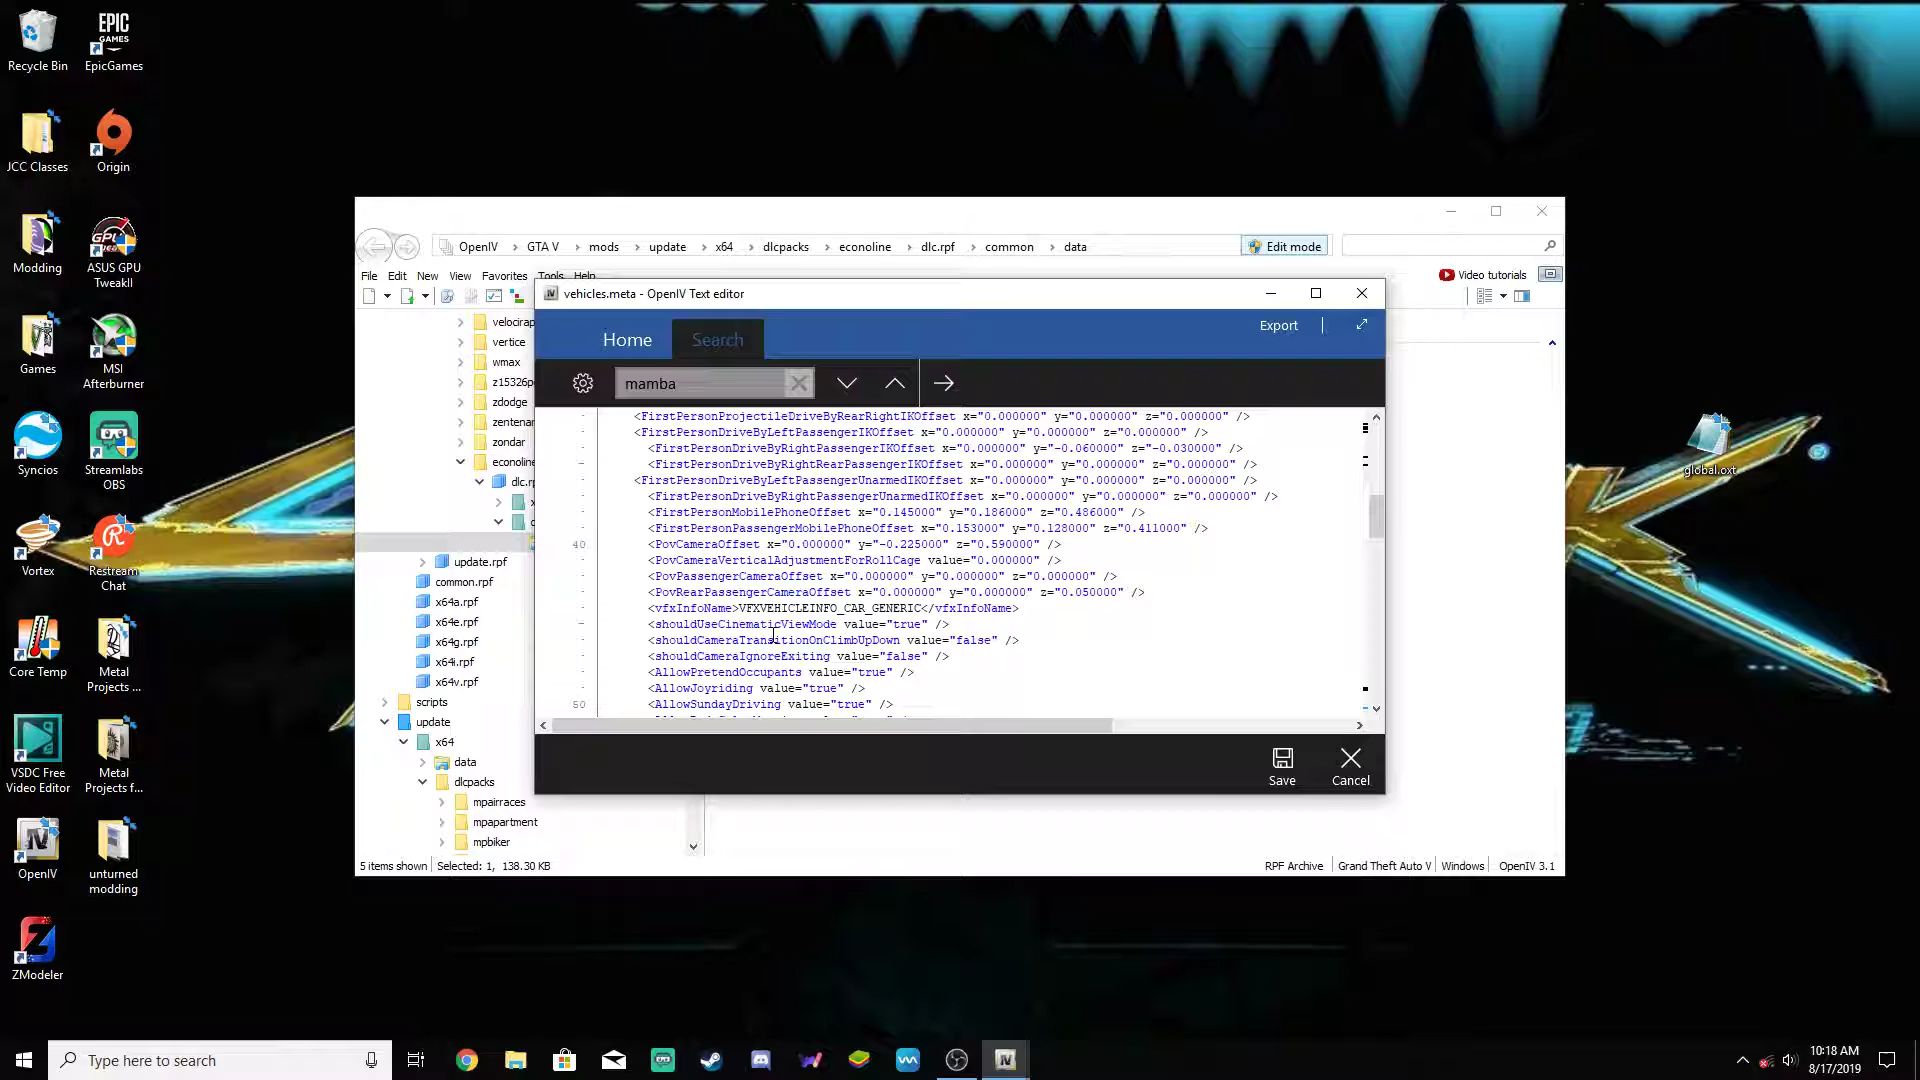 Recycle Bin
EPIC GAMES
EpicGames
JCC Classes
Origin
Modding
ASUS GPU TweakII
Games
MSI Afterburner
Syncios
Streamlabs OBS
Vortex
Restream Chat
Core Temp
Metal Projects ...
VSDC Free Video Editor
Metal Projects f...
OpenIV
unturned modding
ZModeler
global.oxt
OpenIV › GTA V › mods › update › x64 › dlcpacks › econoline › dlc.rpf › common › data
Edit mode
File Edit New View Favorites Tools Help
Video tutorials
vertice
wmax
zdodge
zondar
update.rpf
common.rpf
x64a.rpf
x64e.rpf
x64g.rpf
x64i.rpf
x64v.rpf
scripts
update
x64
data
dlcpacks
mpairraces
mpapartment
mpbiker
vehicles.meta - OpenIV Text editor
Export
Home Search
mamba
<FirstPersonProjectileDriveByRearRightIKOffset x="0.000000" y="0.000000" z="0.000000" />
<FirstPersonDriveByLeftPassengerIKOffset x="0.000000" y="0.000000" z="0.000000" />
<FirstPersonDriveByRightPassengerIKOffset x="0.000000" y="-0.060000" z="-0.030000" />
<FirstPersonDriveByRightRearPassengerIKOffset x="0.000000" y="0.000000" z="0.000000" />
<FirstPersonDriveByLeftPassengerUnarmedIKOffset x="0.000000" y="0.000000" z="0.000000" />
<FirstPersonDriveByRightPassengerUnarmedIKOffset x="0.000000" y="0.000000" z="0.000000" />
<FirstPersonMobilePhoneOffset x="0.145000" y="0.186000" z="0.486000" />
<FirstPersonPassengerMobilePhoneOffset x="0.153000" y="0.128000" z="0.411000" />
40 <PovCameraOffset x="0.000000" y="-0.225000" z="0.590000" />
<PovCameraVerticalAdjustmentForRollCage value="0.000000" />
<PovPassengerCameraOffset x="0.000000" y="0.000000" z="0.000000" />
<PovRearPassengerCameraOffset x="0.000000" y="0.000000" z="0.050000" />
<vfxInfoName>VFXVEHICLEINFO_CAR_GENERIC</vfxInfoName>
<shouldUseCinematicViewMode value="true" />
<shouldCameraTransitionOnClimbUpDown value="false" />
<shouldCameraIgnoreExiting value="false" />
<AllowPretendOccupants value="true" />
<AllowJoyriding value="true" />
50 <AllowSundayDriving value="true" />
Save
Cancel
5 items shown Selected: 1, 138.30 KB
RPF Archive Grand Theft Auto V Windows OpenIV 3.1
Type here to search
10:18 AM
8/17/2019